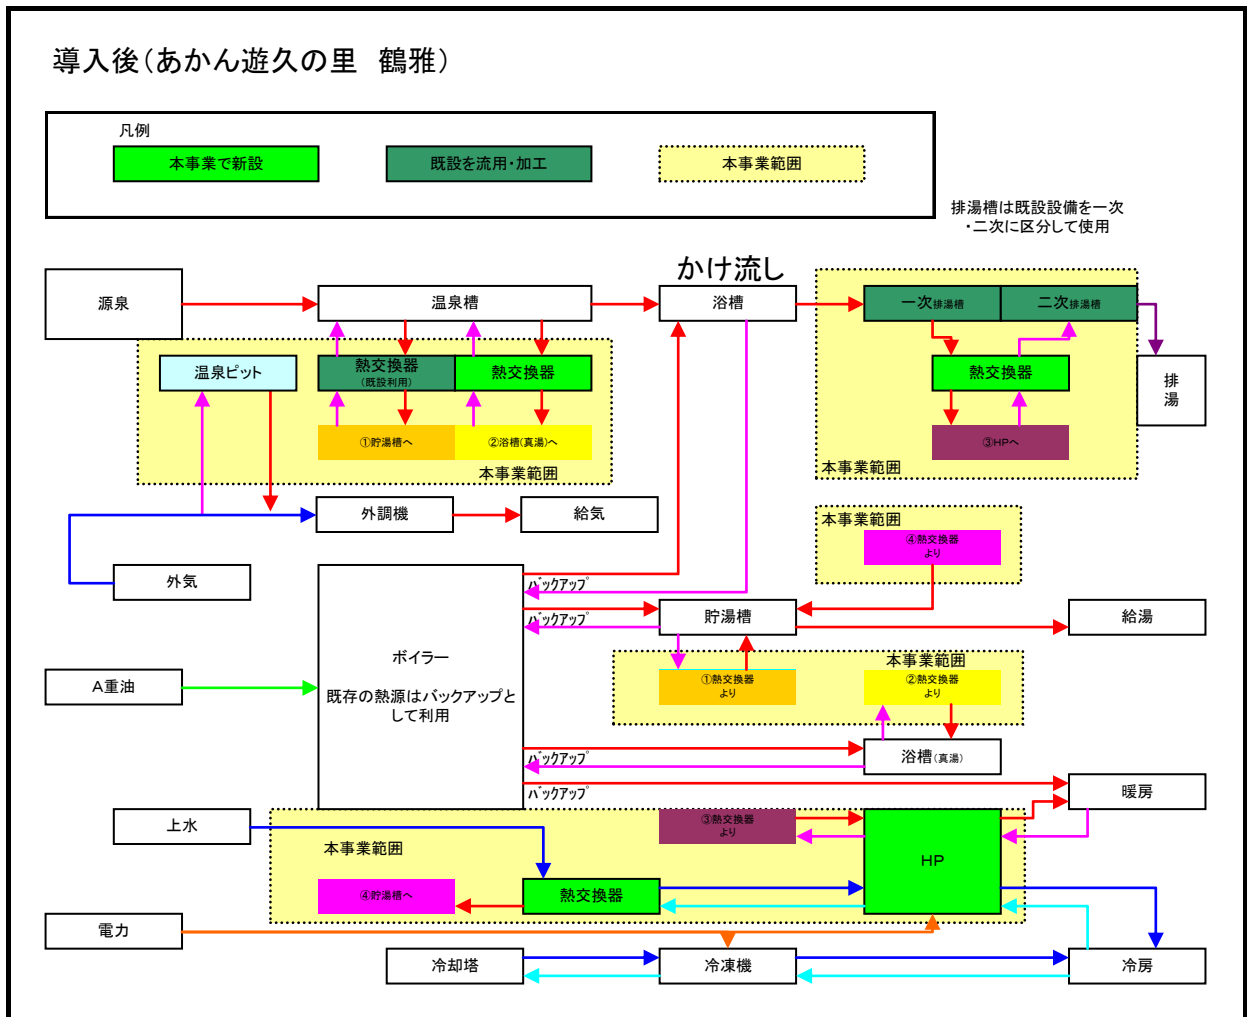 導入後(あかん遊久の里　鶴雅)
凡例
本事業で新設
既設を流用・加工
本事業範囲
排湯槽は既設設備を一次
・二次に区分して使用
かけ流し
源泉
温泉槽
浴槽
一次排湯槽
二次排湯槽
温泉ピット
熱交換器
(既設利用)
熱交換器
熱交換器
排
湯
①貯湯槽へ
②浴槽(真湯)へ
③HPへ
本事業範囲
本事業範囲
外調機
給気
本事業範囲
④熱交換器
より
外気
バックアップ
バックアップ
貯湯槽
給湯
ボイラー
既存の熱源はバックアップと
して利用
本事業範囲
A重油
①熱交換器
より
②熱交換器
より
バックアップ
浴槽(真湯)
バックアップ
暖房
上水
③熱交換器
より
本事業範囲
HP
④貯湯槽へ
熱交換器
電力
冷却塔
冷凍機
冷房